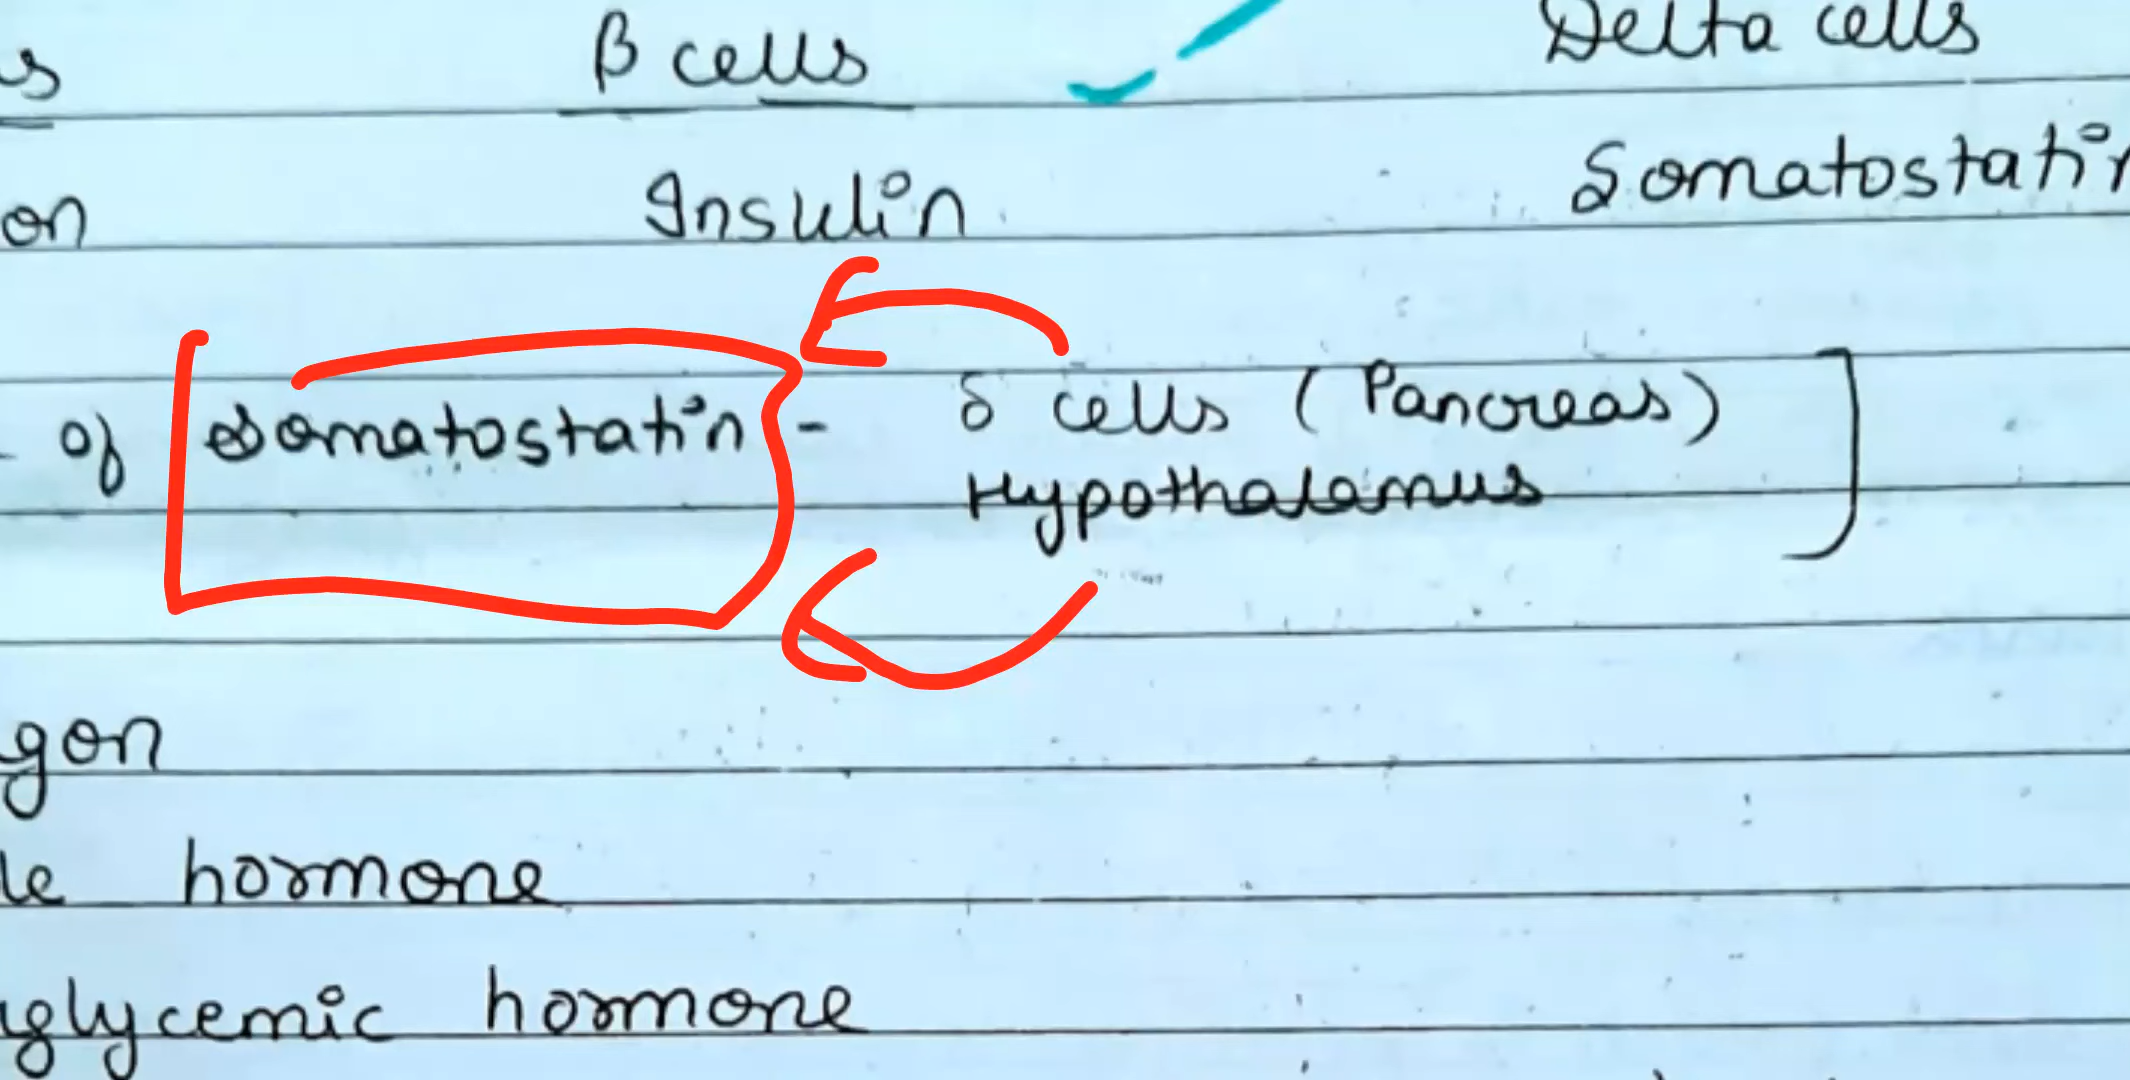 β cells Delta cells
on Insulin Somatostatin
of [Somatostatin - δ cells (Pancreas)
Hypothalamus]
gon
le hormone
glycemic hormone